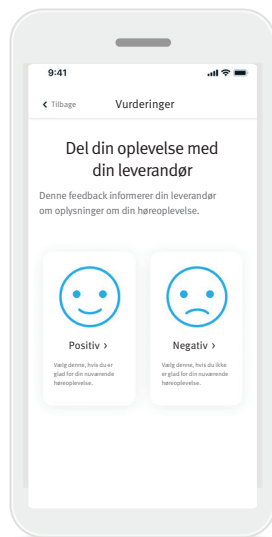 9:41
Tilbage Vurderinger
Del din oplevelse med
din leverandør
Denne feedback informerer din leverandør
om oplysninger om din høreoplevelse.
Positiv ›
Vælg denne, hvis du er
glad for din nuværende
høreoplevelse.
Negativ ›
Vælg denne, hvis du ikke
er glad for din nuværende
høreoplevelse.